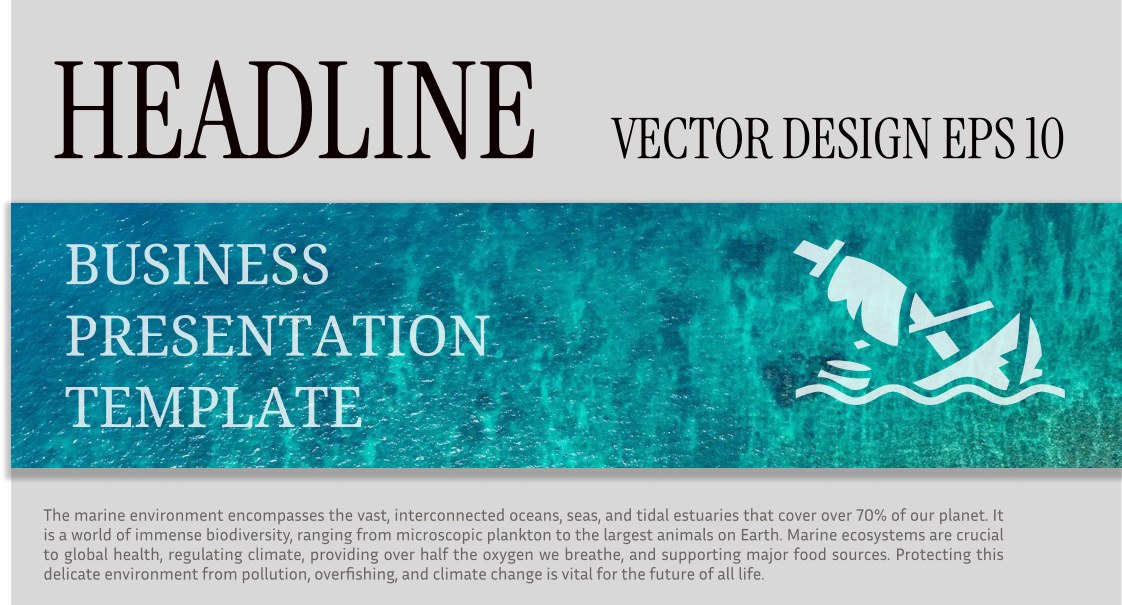 HEADLINE
VECTOR DESIGN EPS 10
BUSINESS
PRESENTATION
TEMPLATE
The marine environment encompasses the vast, interconnected oceans, seas, and tidal estuaries that cover over 70% of our planet. It
is a world of immense biodiversity, ranging from microscopic plankton to the largest animals on Earth. Marine ecosystems are crucial
to global health, regulating climate, providing over half the oxygen we breathe, and supporting major food sources. Protecting this
delicate environment from pollution, overfishing, and climate change is vital for the future of all life.